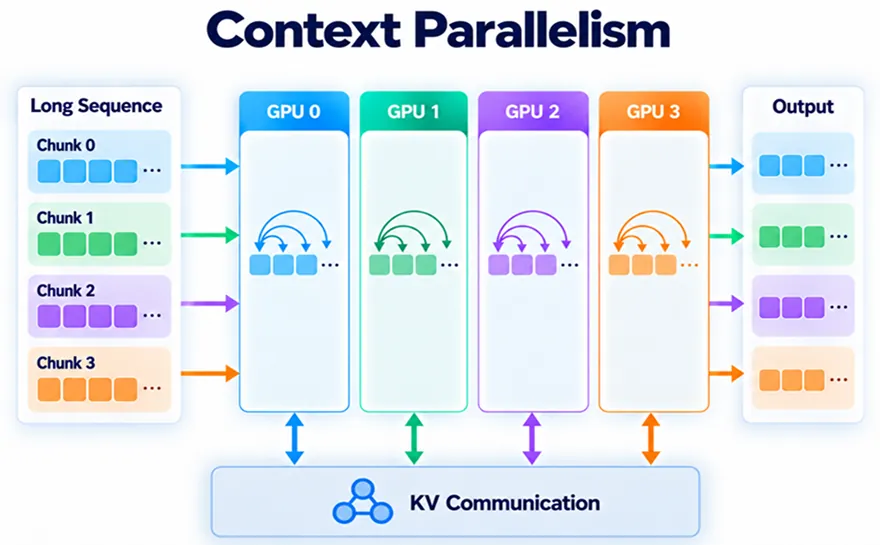 Context Parallelism
Long Sequence
Chunk 0
...
Chunk 1
...
Chunk 2
...
Chunk 3
...
GPU 0
...
GPU 1
...
GPU 2
...
GPU 3
...
Output
...
...
...
...
KV Communication